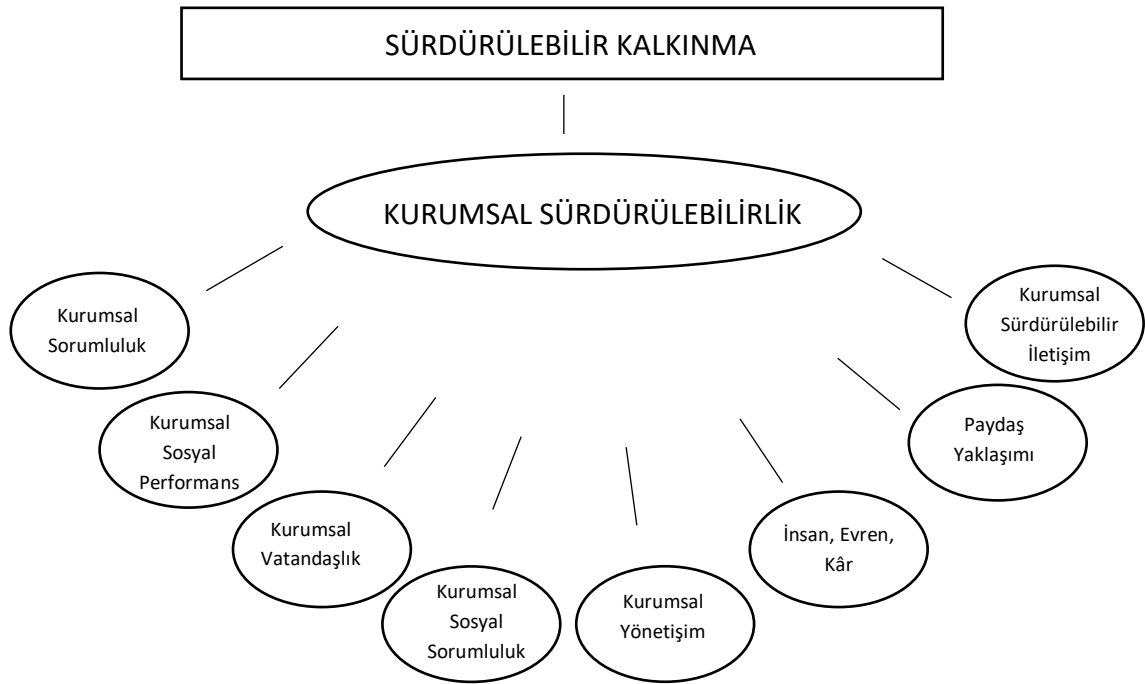 SÜRDÜRÜLEBİLİR KALKINMA
KURUMSAL SÜRDÜRÜLEBİLİRLİK
Kurumsal
Sorumluluk
Kurumsal
Sosyal
Performans
Kurumsal
Vatandaşlık
Kurumsal
Sosyal
Sorumluluk
Kurumsal
Yönetişim
İnsan, Evren,
Kâr
Paydaş
Yaklaşımı
Kurumsal
Sürdürülebilir
İletişim